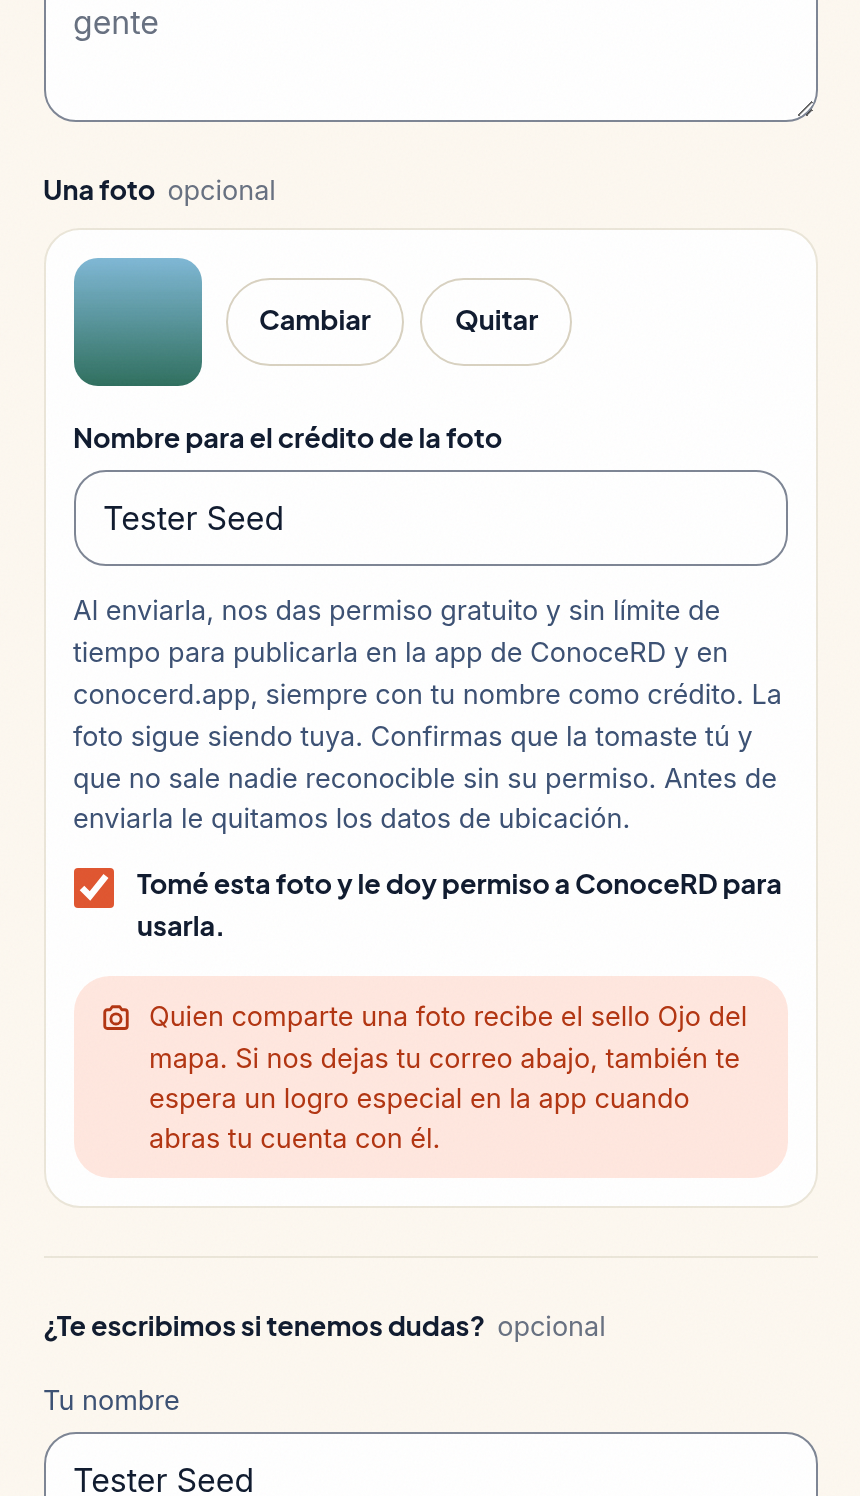 gente
Una foto opcional
Cambiar
Quitar
Nombre para el crédito de la foto
Tester Seed
Al enviarla, nos das permiso gratuito y sin límite de
tiempo para publicarla en la app de ConoceRD y en
conocerd.app, siempre con tu nombre como crédito. La
foto sigue siendo tuya. Confirmas que la tomaste tú y
que no sale nadie reconocible sin su permiso. Antes de
enviarla le quitamos los datos de ubicación.
Tomé esta foto y le doy permiso a ConoceRD para
usarla.
Quien comparte una foto recibe el sello Ojo del
mapa. Si nos dejas tu correo abajo, también te
espera un logro especial en la app cuando
abras tu cuenta con él.
¿Te escribimos si tenemos dudas? opcional
Tu nombre
Tester Seed